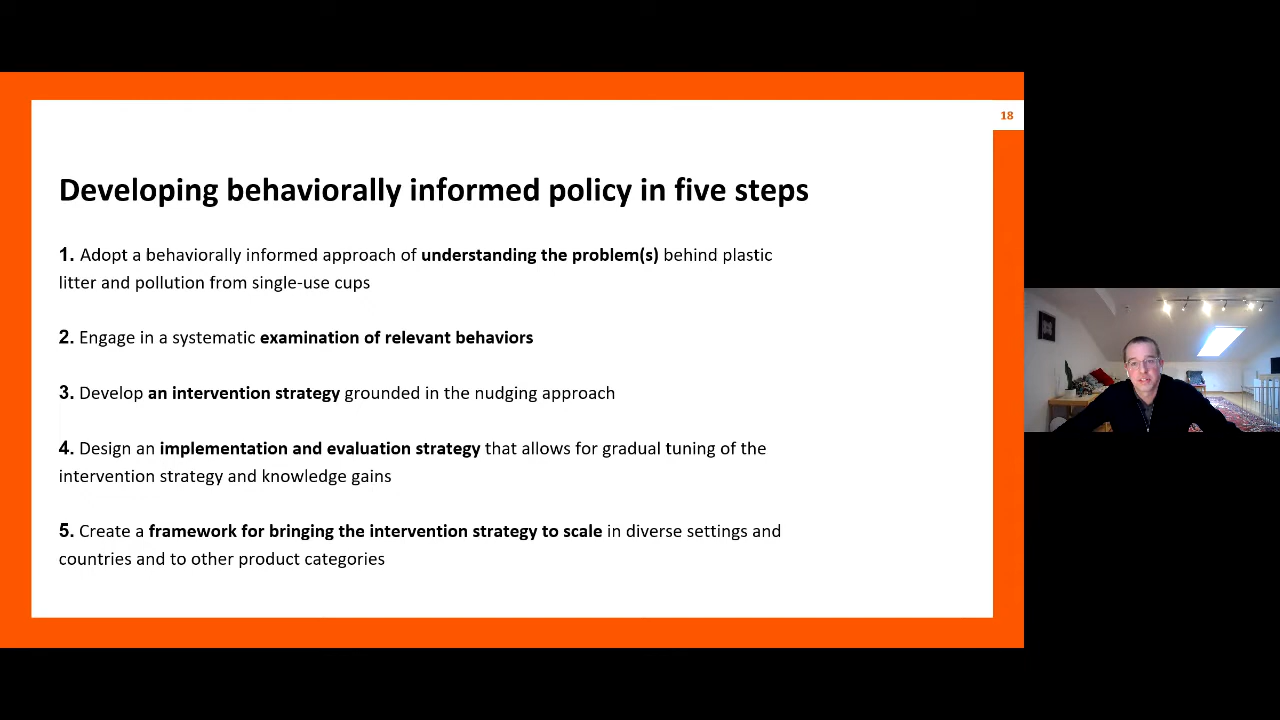 18
Developing behaviorally informed policy in five steps
1. Adopt a behaviorally informed approach of understanding the problem(s) behind plastic
litter and pollution from single-use cups
2. Engage in a systematic examination of relevant behaviors
3. Develop an intervention strategy grounded in the nudging approach
4. Design an implementation and evaluation strategy that allows for gradual tuning of the
intervention strategy and knowledge gains
5. Create a framework for bringing the intervention strategy to scale in diverse settings and
countries and to other product categories